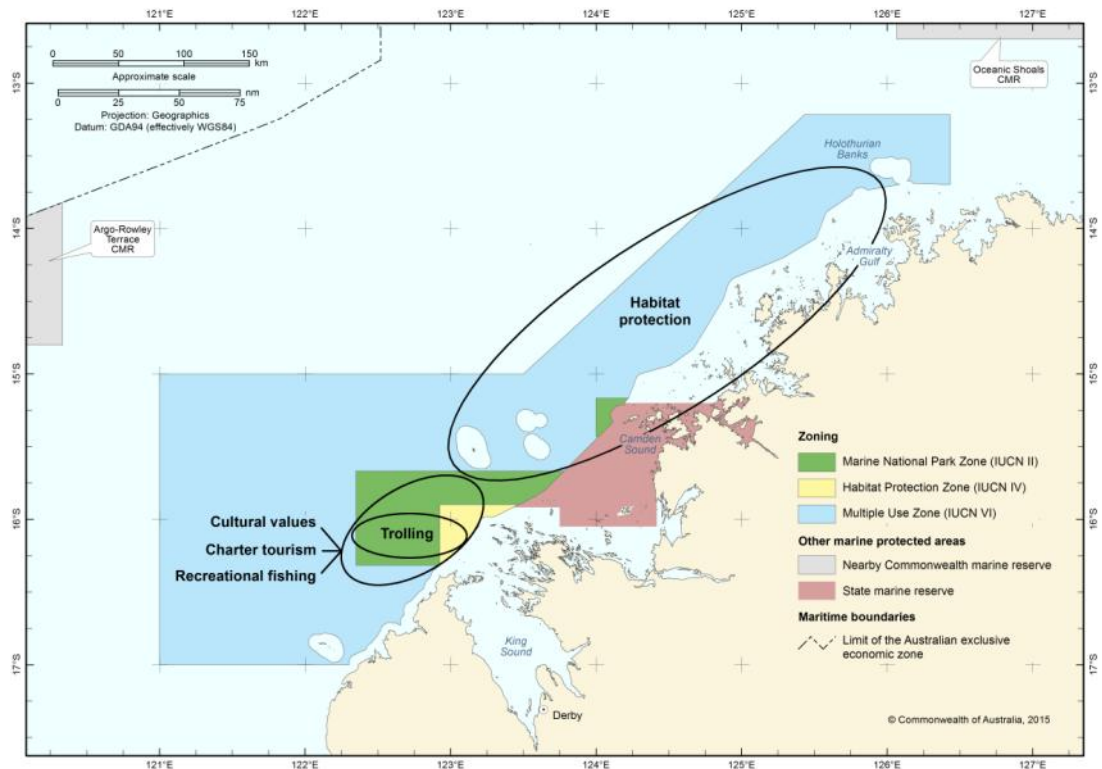 121°E 122°E 123°E 124°E 125°E 126°E 127°E
0 50 100 150
km
Approximate scale
0 25 50 75
nm
Projection: Geographics
Datum: GDA94 (effectively WGS84)
Oceanic Shoals
CMR
13°S
13°S
Holothurian
Banks
Argo-Rowley
Terrace
CMR
14°S
14°S
Admiralty
Gulf
Habitat
protection
15°S
15°S
Camden
Sound
Zoning
Marine National Park Zone (IUCN II)
Habitat Protection Zone (IUCN IV)
Multiple Use Zone (IUCN VI)
Other marine protected areas
Nearby Commonwealth marine reserve
State marine reserve
Maritime boundaries
Limit of the Australian exclusive
economic zone
16°S
16°S
Cultural values
Charter tourism
Recreational fishing
Trolling
King
Sound
17°S
17°S
Derby
© Commonwealth of Australia, 2015
121°E 122°E 123°E 124°E 125°E 126°E 127°E